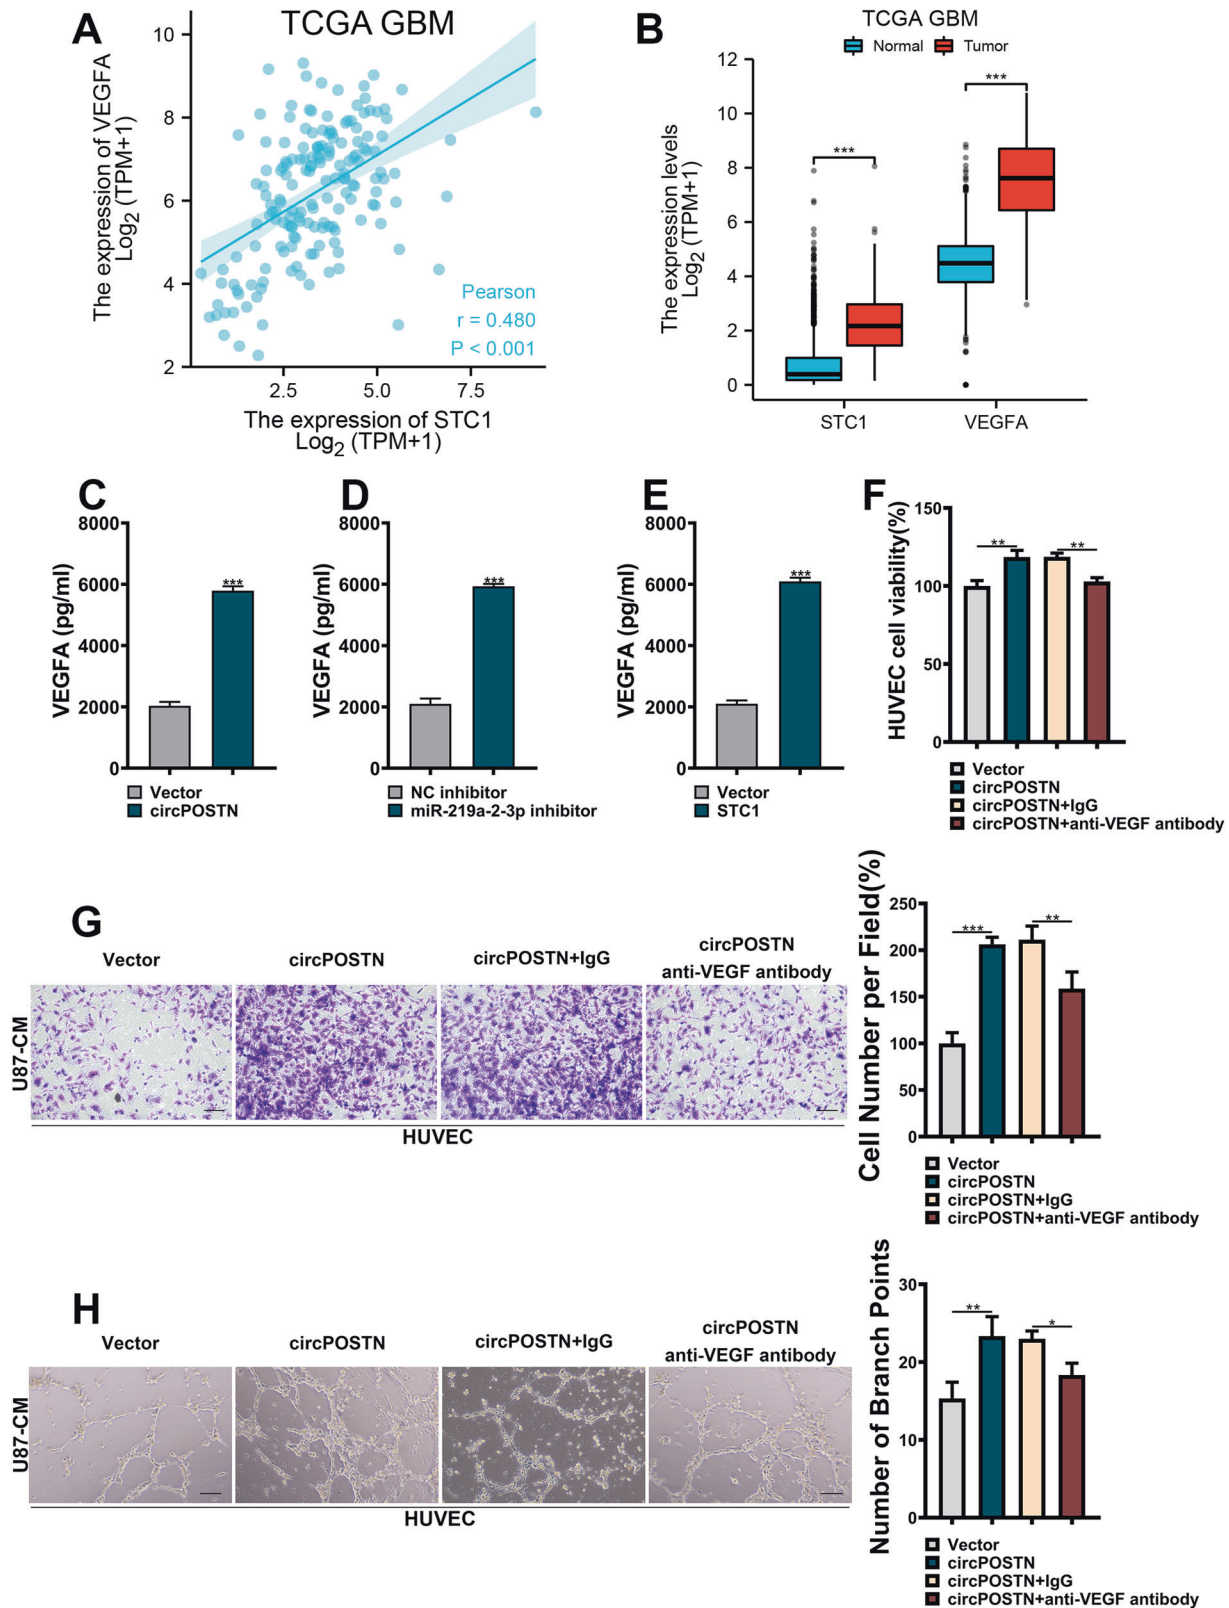 A
TCGA GBM
The expression of VEGFA
Log2 (TPM+1)
10
8
6
4
2
Pearson
r = 0.480
P < 0.001
2.5
5.0
7.5
The expression of STC1
Log2 (TPM+1)
B
TCGA GBM
Normal
Tumor
The expression levels
Log2 (TPM+1)
12
10
8
6
4
2
0
***
***
STC1
VEGFA
C
VEGFA (pg/ml)
8000
6000
4000
2000
0
***
Vector
circPOSTN
D
VEGFA (pg/ml)
8000
6000
4000
2000
0
***
NC inhibitor
miR-219a-2-3p inhibitor
E
VEGFA (pg/ml)
8000
6000
4000
2000
0
***
Vector
STC1
F
HUVEC cell viability(%)
150
100
50
0
**
**
Vector
circPOSTN
circPOSTN+IgG
circPOSTN+anti-VEGF antibody
G
Vector
circPOSTN
circPOSTN+IgG
circPOSTN
anti-VEGF antibody
U87-CM
HUVEC
Cell Number per Field(%)
250
200
150
100
50
0
***
**
Vector
circPOSTN
circPOSTN+IgG
circPOSTN+anti-VEGF antibody
H
Vector
circPOSTN
circPOSTN+IgG
circPOSTN
anti-VEGF antibody
U87-CM
HUVEC
Number of Branch Points
30
20
10
0
**
*
Vector
circPOSTN
circPOSTN+IgG
circPOSTN+anti-VEGF antibody